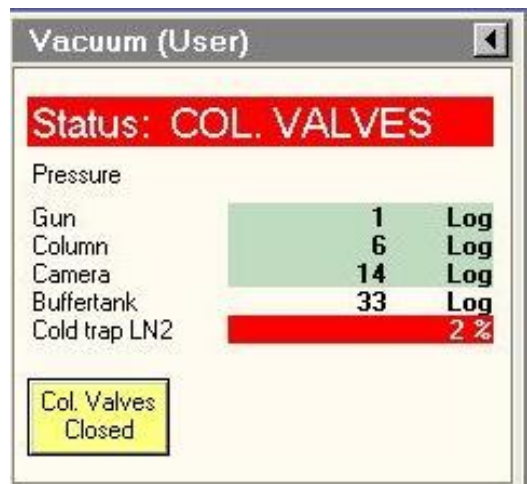 Vacuum (User)
Status: COL. VALVES
Pressure
Gun 1 Log
Column 6 Log
Camera 14 Log
Buffertank 33 Log
Cold trap LN2 2 %
Col. Valves
Closed